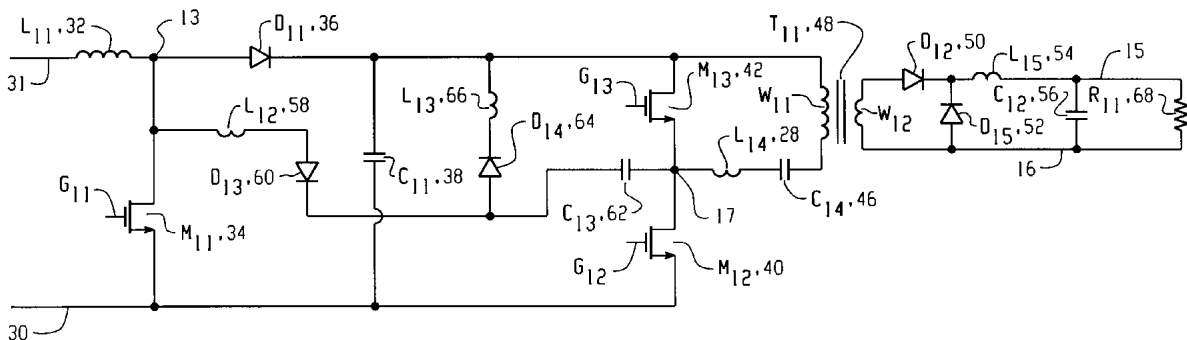 L11,32
13
D11,36
T11,48
D12,50
L15,54
15
31
G13
M13,42
W11
W12
C12,56
R11,68
L12,58
L13,66
D14,64
L14,28
D15,52
16
D13,60
C11,38
C13,62
17
C14,46
G11
M11,34
G12
M12,40
30